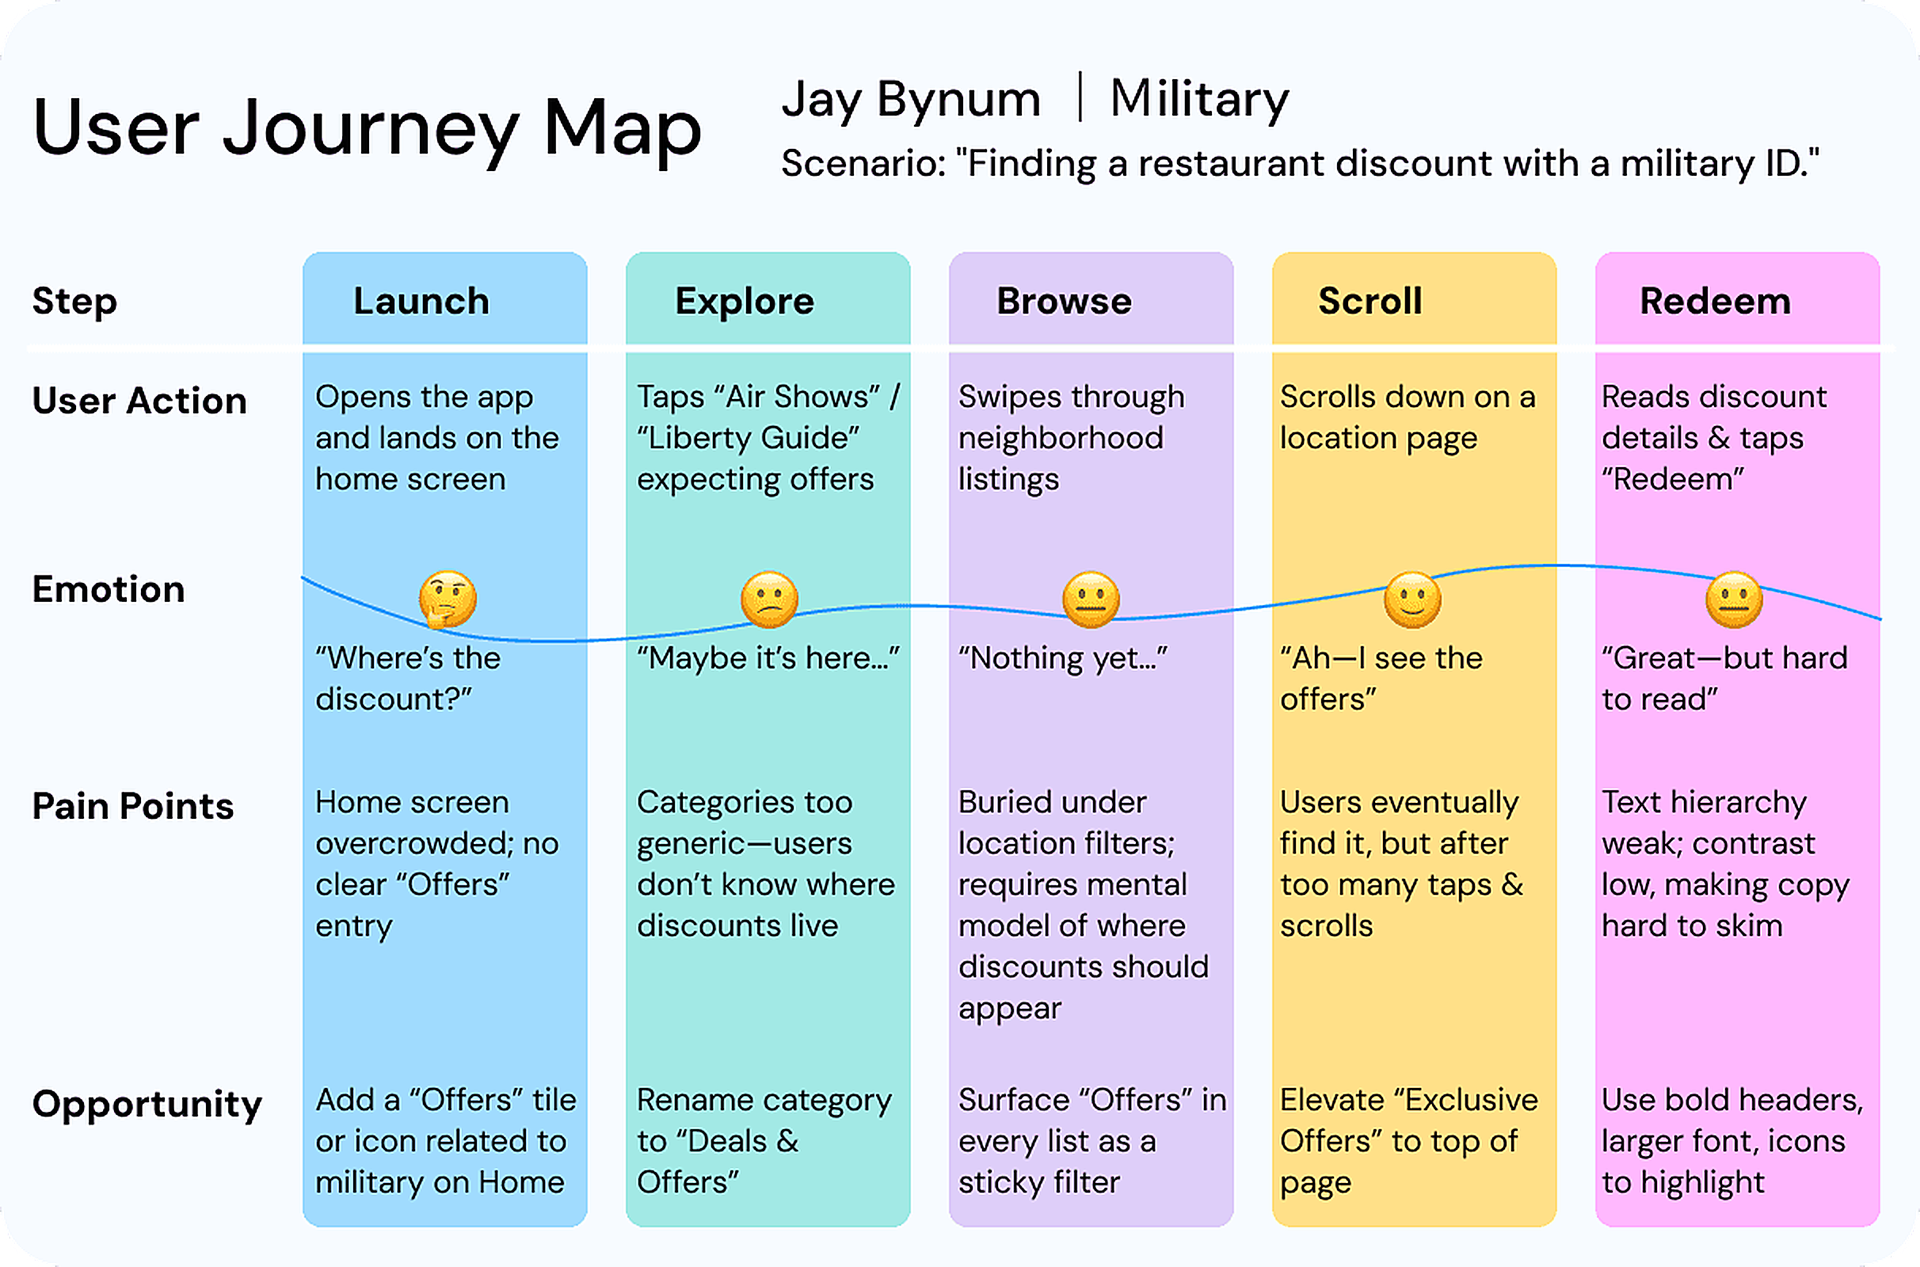 User Journey Map
Jay Bynum | Military
Scenario: "Finding a restaurant discount with a military ID."
Step
Launch
Explore
Browse
Scroll
Redeem
User Action
Opens the app
and lands on the
home screen
Taps “Air Shows” /
“Liberty Guide”
expecting offers
Swipes through
neighborhood
listings
Scrolls down on a
location page
Reads discount
details & taps
“Redeem”
Emotion
“Where’s the
discount?”
“Maybe it’s here…”
“Nothing yet…”
“Ah—I see the
offers”
“Great—but hard
to read”
Pain Points
Home screen
overcrowded; no
clear “Offers”
entry
Categories too
generic—users
don’t know where
discounts live
Buried under
location filters;
requires mental
model of where
discounts should
appear
Users eventually
find it, but after
too many taps &
scrolls
Text hierarchy
weak; contrast
low, making copy
hard to skim
Opportunity
Add a “Offers” tile
or icon related to
military on Home
Rename category
to “Deals &
Offers”
Surface “Offers” in
every list as a
sticky filter
Elevate “Exclusive
Offers” to top of
page
Use bold headers,
larger font, icons
to highlight